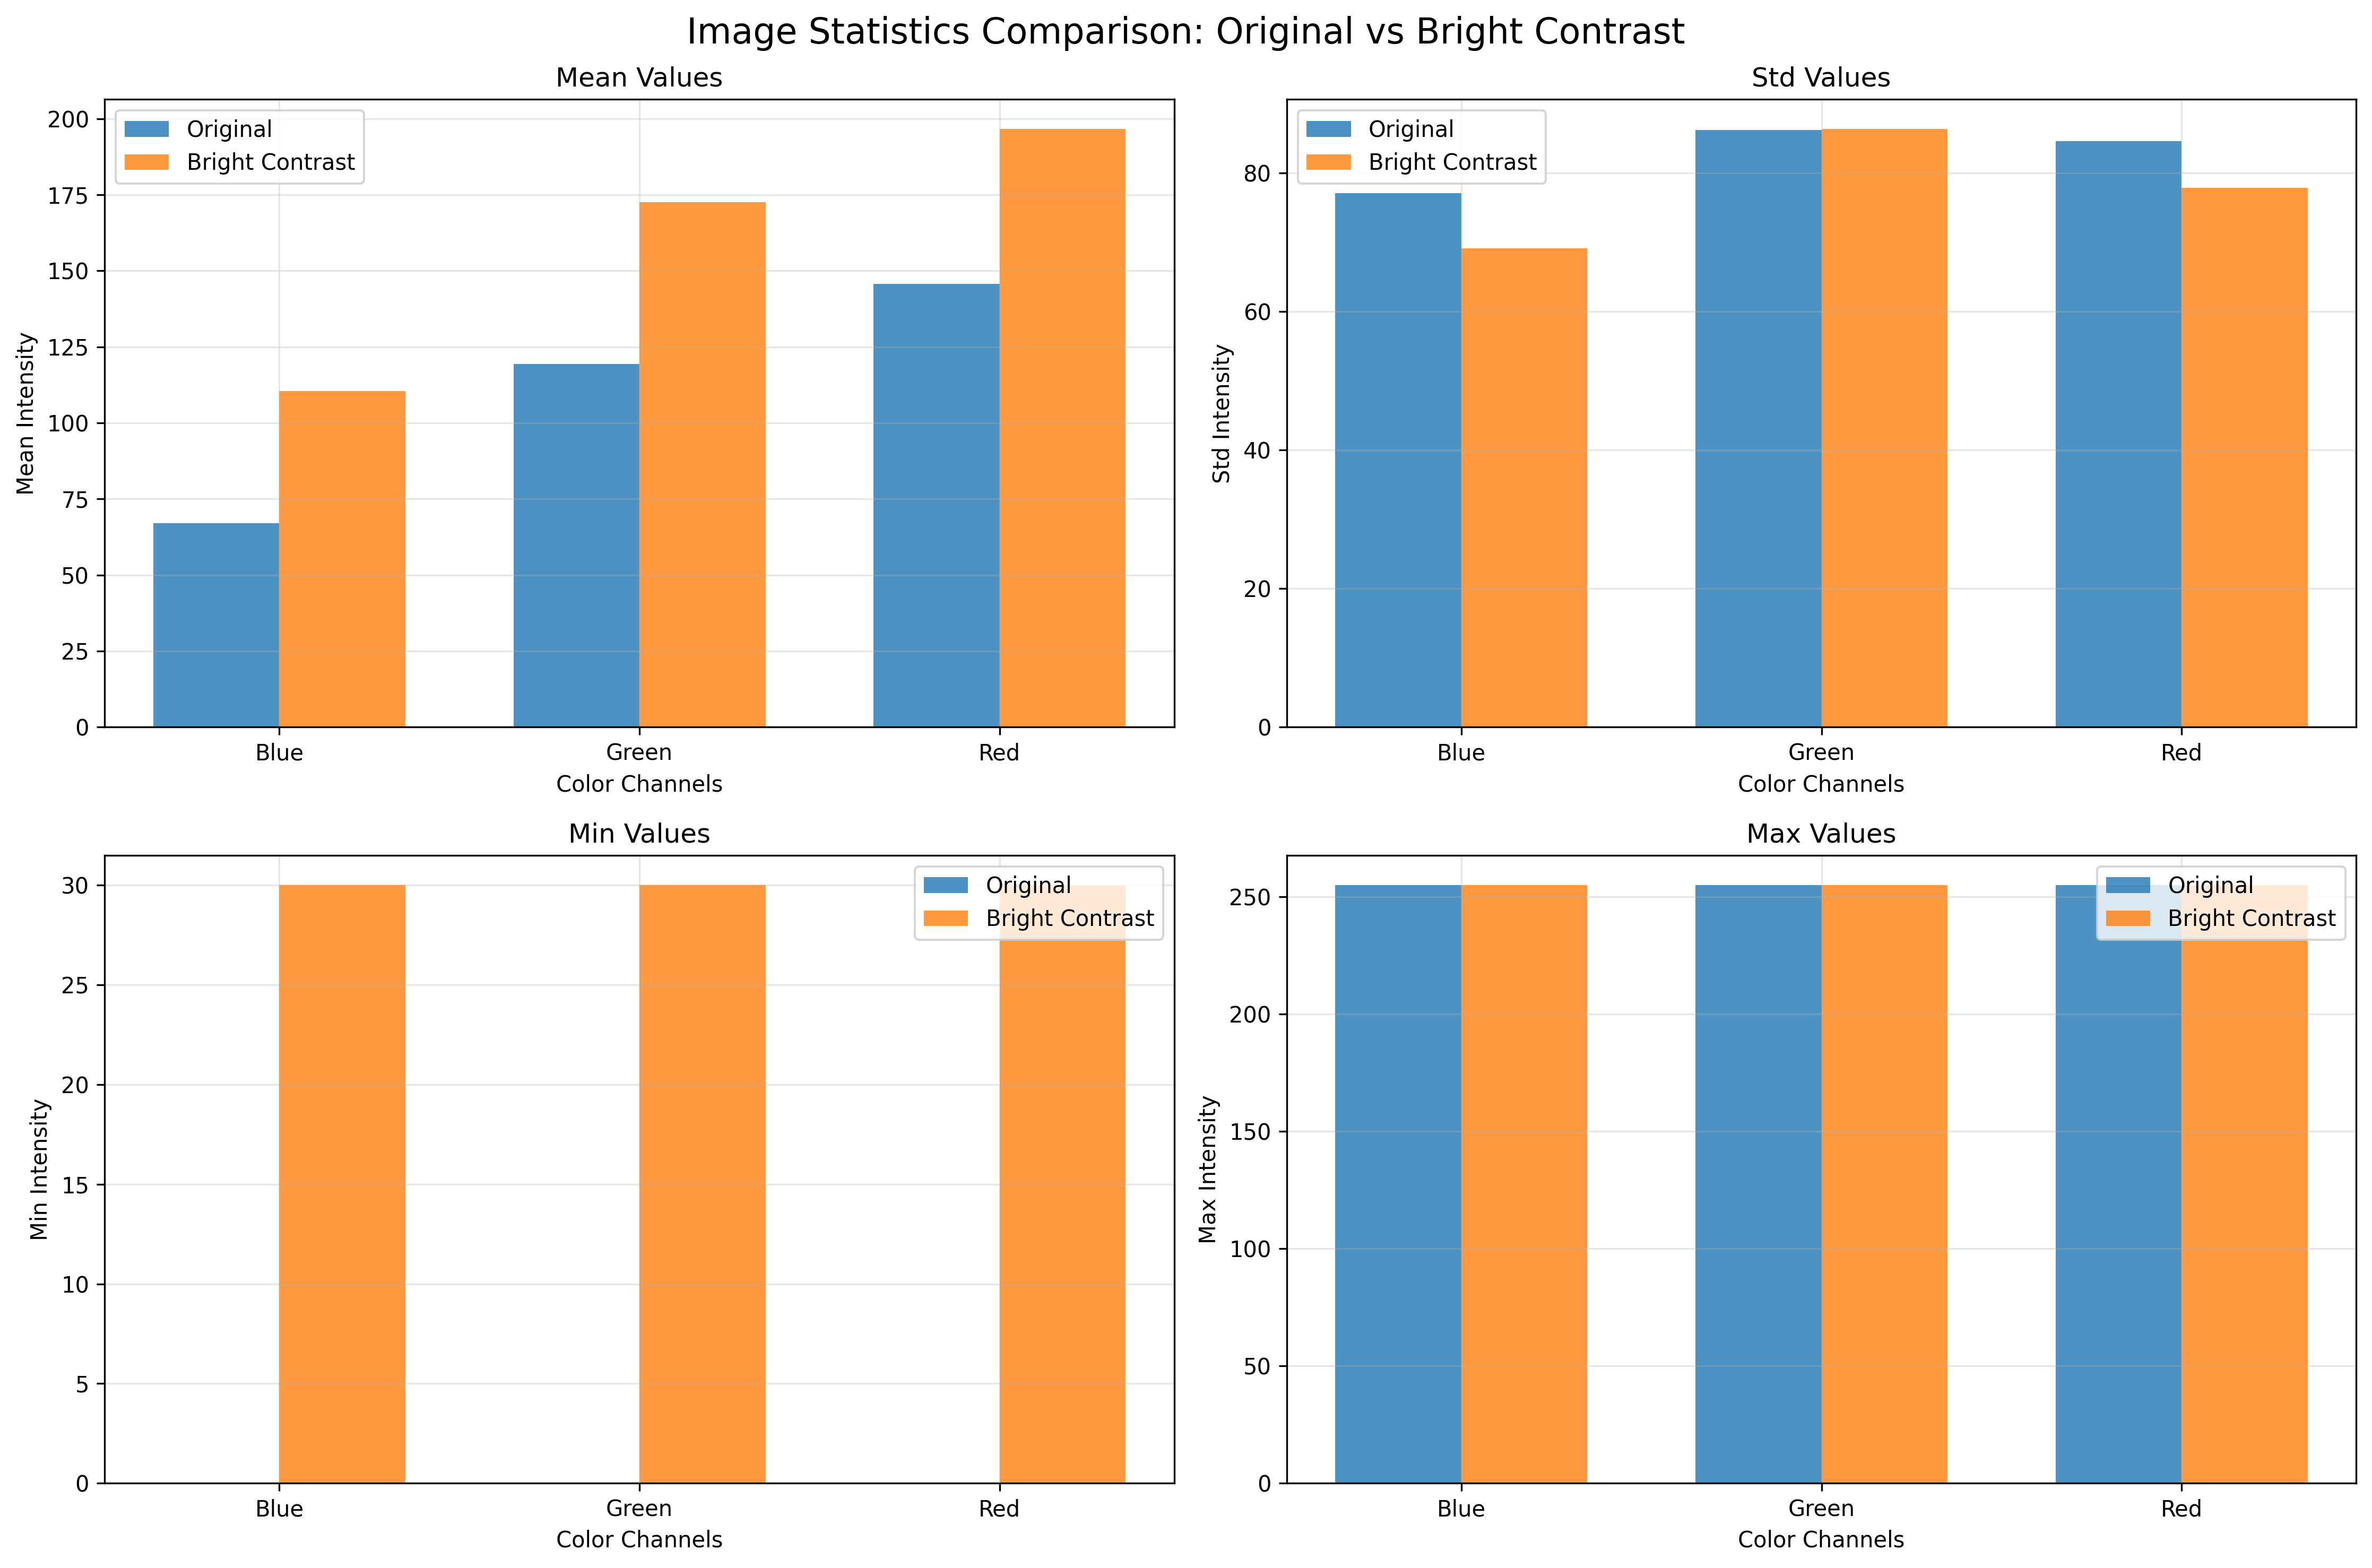 Image Statistics Comparison: Original vs Bright Contrast
Mean Values
Original
Bright Contrast
Mean Intensity
200
175
150
125
100
75
50
25
0
Blue Green Red
Color Channels
Std Values
Original
Bright Contrast
Std Intensity
80
60
40
20
0
Blue Green Red
Color Channels
Min Values
Original
Bright Contrast
Min Intensity
30
25
20
15
10
5
0
Blue Green Red
Color Channels
Max Values
Original
Bright Contrast
Max Intensity
250
200
150
100
50
0
Blue Green Red
Color Channels